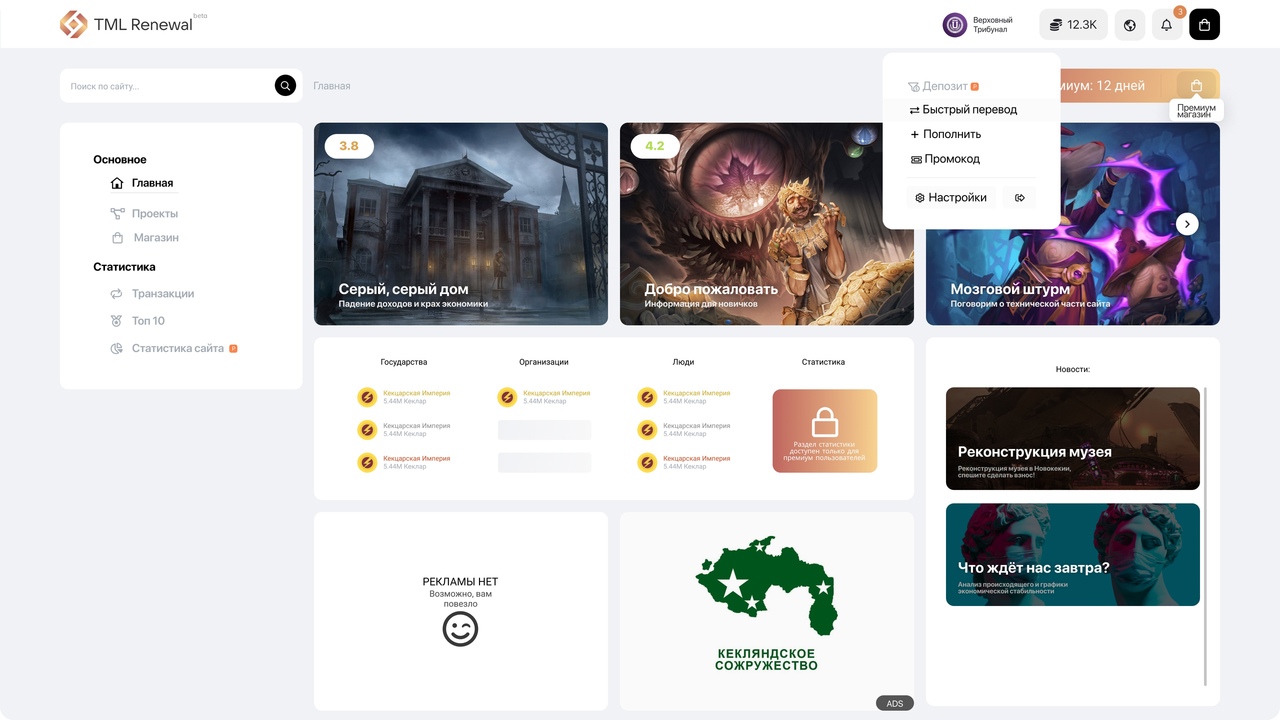 TML Renewal
beta
Верховный
Трибунал
12.3K
3
Поиск по сайту...
Главная
миум: 12 дней
Премиум
магазин
Депозит P
Быстрый перевод
Пополнить
Промокод
Настройки
Основное
Главная
Проекты
Магазин
Статистика
Транзакции
Топ 10
Статистика сайта P
3.8
Серый, серый дом
Падение доходов и крах экономики
4.2
Добро пожаловать
Информация для новичков
Мозговой штурм
Поговорим о технической части сайта
Государства
Кекцарская Империя
5.44M Кеклар
Кекцарская Империя
5.44M Кеклар
Кекцарская Империя
5.44M Кеклар
Организации
Кекцарская Империя
5.44M Кеклар
Люди
Кекцарская Империя
5.44M Кеклар
Кекцарская Империя
5.44M Кеклар
Кекцарская Империя
5.44M Кеклар
Статистика
Раздел статистики
доступен только для
премиум пользователей
Новости:
Реконструкция музея
Реконструкция музея в Новокекии,
спешите сделать взнос!
Что ждёт нас завтра?
Анализ происходящего и графики
экономической стабильности
РЕКЛАМЫ НЕТ
Возможно, вам
повезло
КЕКЛЯНДСКОЕ
СОЖРУЖЕСТВО
ADS